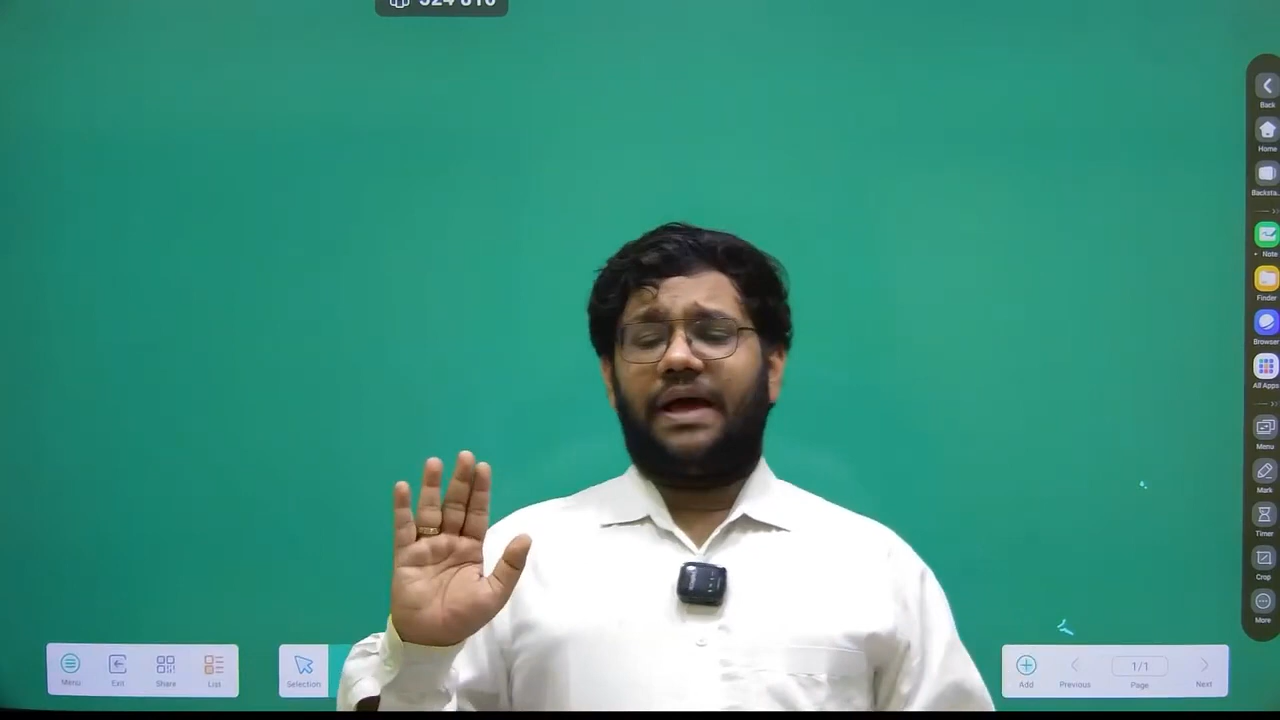 Back
Home
Backsta..
Note
Finder
Browser
All Apps
Menu
Mark
Timer
Crop
More
Menu
Exit
Share
List
Selection
Add
Previous
1/1
Page
Next